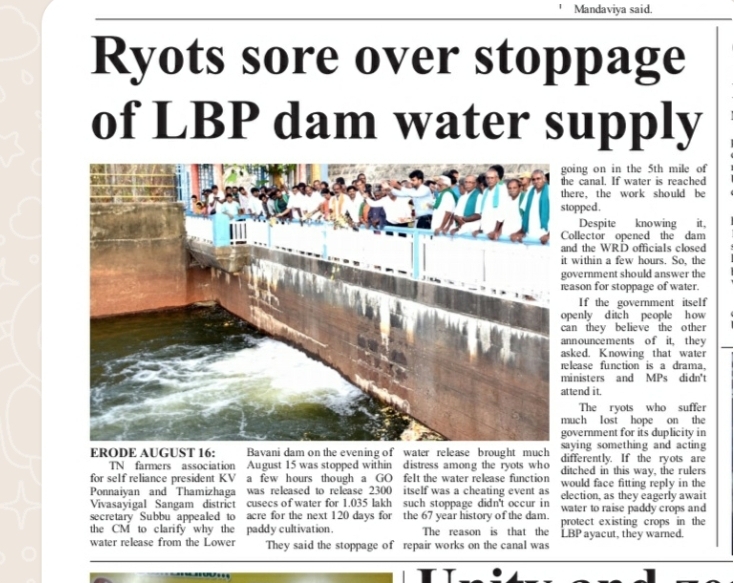 Mandaviya said.
Ryots sore over stoppage
of LBP dam water supply
ERODE AUGUST 16:
TN farmers association
for self reliance president KV
Ponnaiyan and Thamizhaga
Vivasayigal Sangam district
secretary Subbu appealed to
the CM to clarify why the
water release from the Lower
Bavani dam on the evening of
August 15 was stopped within
a few hours though a GO
was released to release 2300
cusecs of water for 1.035 lakh
acre for the next 120 days for
paddy cultivation.
They said the stoppage of
water release brought much
distress among the ryots who
felt the water release function
itself was a cheating event as
such stoppage didn't occur in
the 67 year history of the dam.
The reason is that the
repair works on the canal was
going on in the 5th mile of
the canal. If water is reached
there, the work should be
stopped.
Despite knowing it,
Collector opened the dam
and the WRD officials closed
it within a few hours. So, the
government should answer the
reason for stoppage of water.
If the government itself
openly ditch people how
can they believe the other
announcements of it, they
asked. Knowing that water
release function is a drama,
ministers and MPs didn't
attend it.
The ryots who suffer
much lost hope on the
government for its duplicity in
saying something and acting
differently. If the ryots are
ditched in this way, the rulers
would face fitting reply in the
election, as they eagerly await
water to raise paddy crops and
protect existing crops in the
LBP ayacut, they warned.